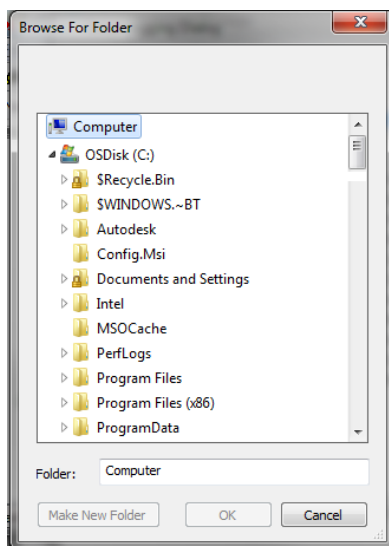 Browse For Folder
Computer
OSDisk (C:)
$Recycle.Bin
$WINDOWS.~BT
Autodesk
Config.Msi
Documents and Settings
Intel
MSOCache
PerfLogs
Program Files
Program Files (x86)
ProgramData
Folder: Computer
Make New Folder OK Cancel